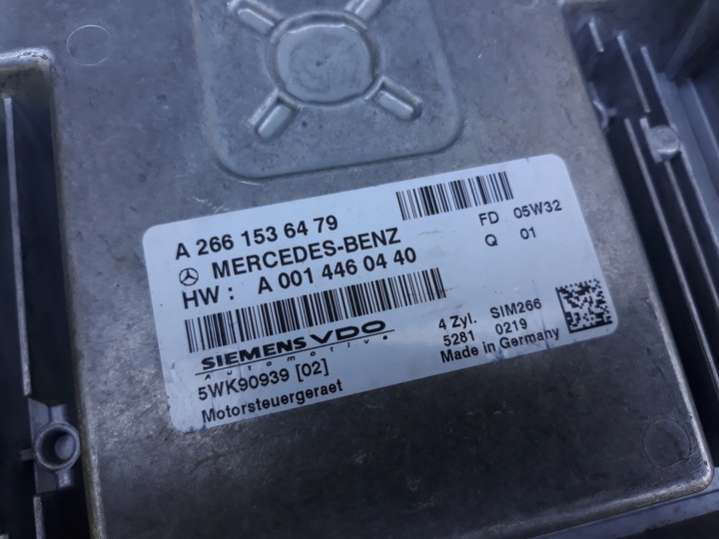 A 266 153 64 79
MERCEDES-BENZ
HW : A 001 446 04 40
FD 05W32
Q 01
SIEMENS VDO
Automotive
5WK90939 [02]
Motorsteuergeraet
4 Zyl. SIM266
5281 0219
Made in Germany